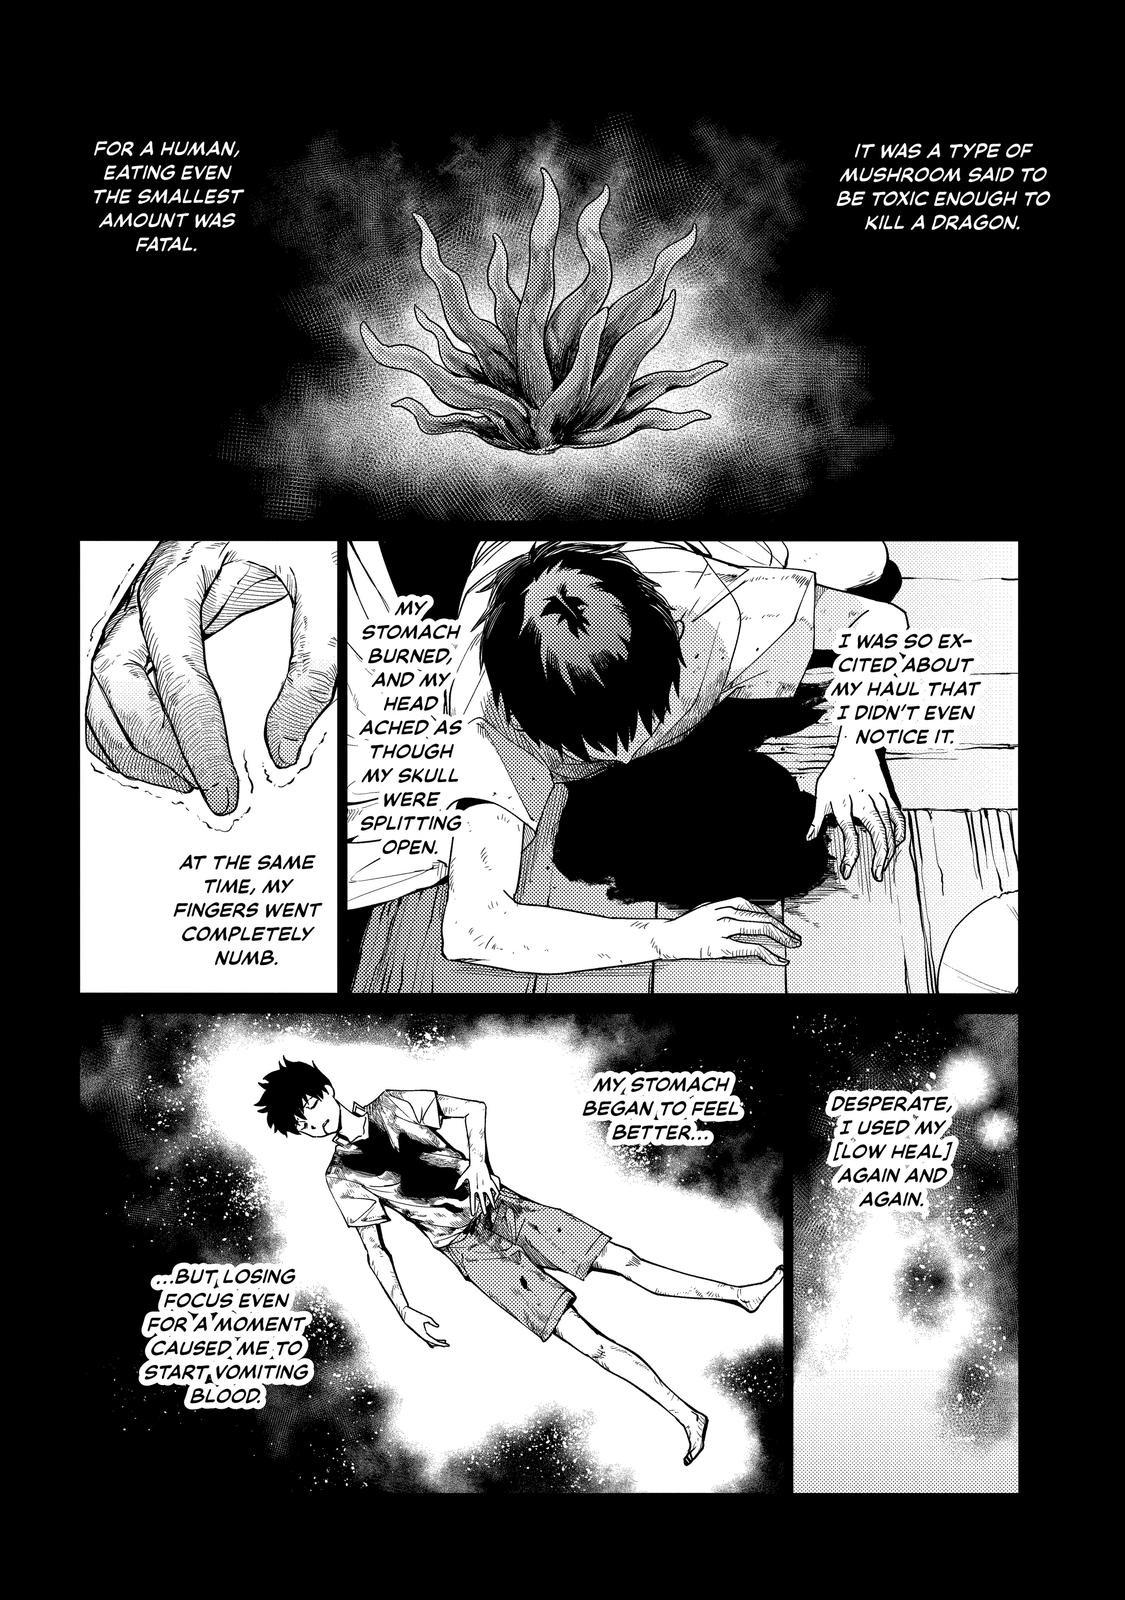 IT WAS A TYPE OF
MUSHROOM SAID TO
BE TOXIC ENOUGH TO
KILL A DRAGON.
FOR A HUMAN,
EATING EVEN
THE SMALLEST
AMOUNT WAS
FATAL.
I WAS SO EX-
CITED ABOUT
MY HAUL THAT
I DIDN'T EVEN
NOTICE IT.
MY
STOMACH
BURNED,
AND MY
HEAD
ACHED AS
THOUGH
MY SKULL
WERE
SPLITTING
OPEN.
AT THE SAME
TIME, MY
FINGERS WENT
COMPLETELY
NUMB.
DESPERATE,
I USED MY
[LOW HEAL]
AGAIN AND
AGAIN.
MY STOMACH
BEGAN TO FEEL
BETTER...
...BUT LOSING
FOCUS EVEN
FOR A MOMENT
CAUSED ME TO
START VOMITING
BLOOD.